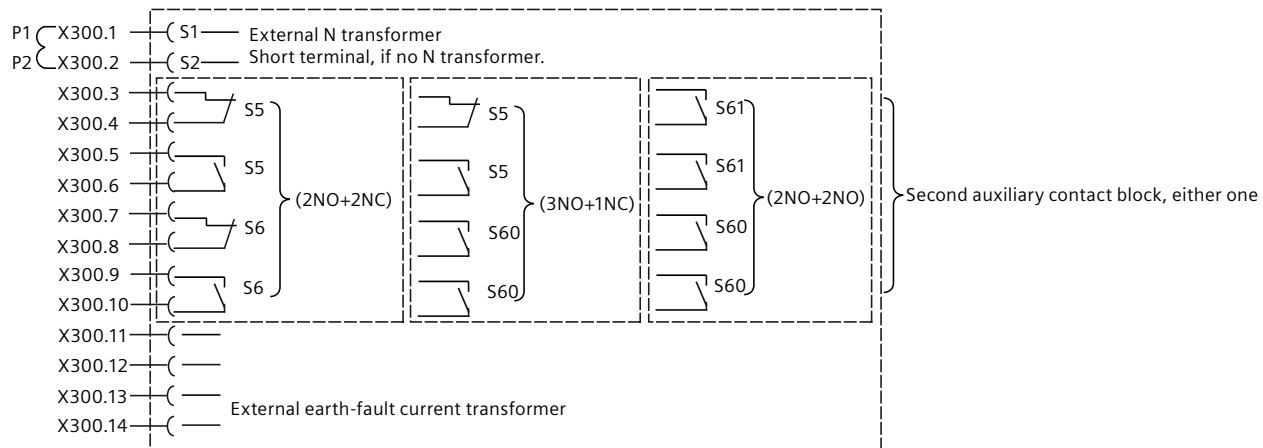 P1 X300.1 S1 External N transformer
P2 X300.2 S2 Short terminal, if no N transformer.
X300.3
X300.4
S5 S5 S61
X300.5
X300.6
S5 S5 S61
(2NO+2NC) (3NO+1NC) (2NO+2NO) Second auxiliary contact block, either one
X300.7
X300.8
S6 S60 S60
X300.9
X300.10
S6 S60 S60
X300.11
X300.12
X300.13
External earth-fault current transformer
X300.14